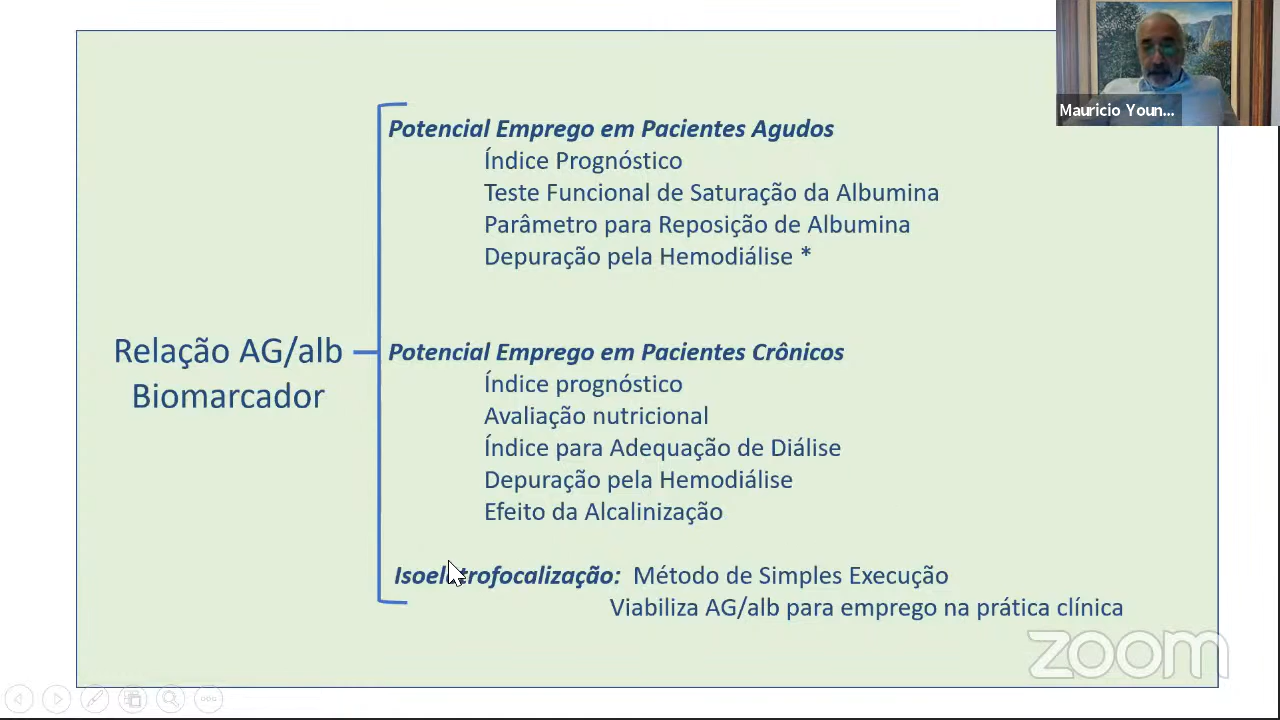 Mauricio Youn...
Potencial Emprego em Pacientes Agudos
Índice Prognóstico
Teste Funcional de Saturação da Albumina
Parâmetro para Reposição de Albumina
Depuração pela Hemodiálise *
Relação AG/alb
Biomarcador
Potencial Emprego em Pacientes Crônicos
Índice prognóstico
Avaliação nutricional
Índice para Adequação de Diálise
Depuração pela Hemodiálise
Efeito da Alcalinização
Isoeletrofocalização: Método de Simples Execução
Viabiliza AG/alb para emprego na prática clínica
zoom